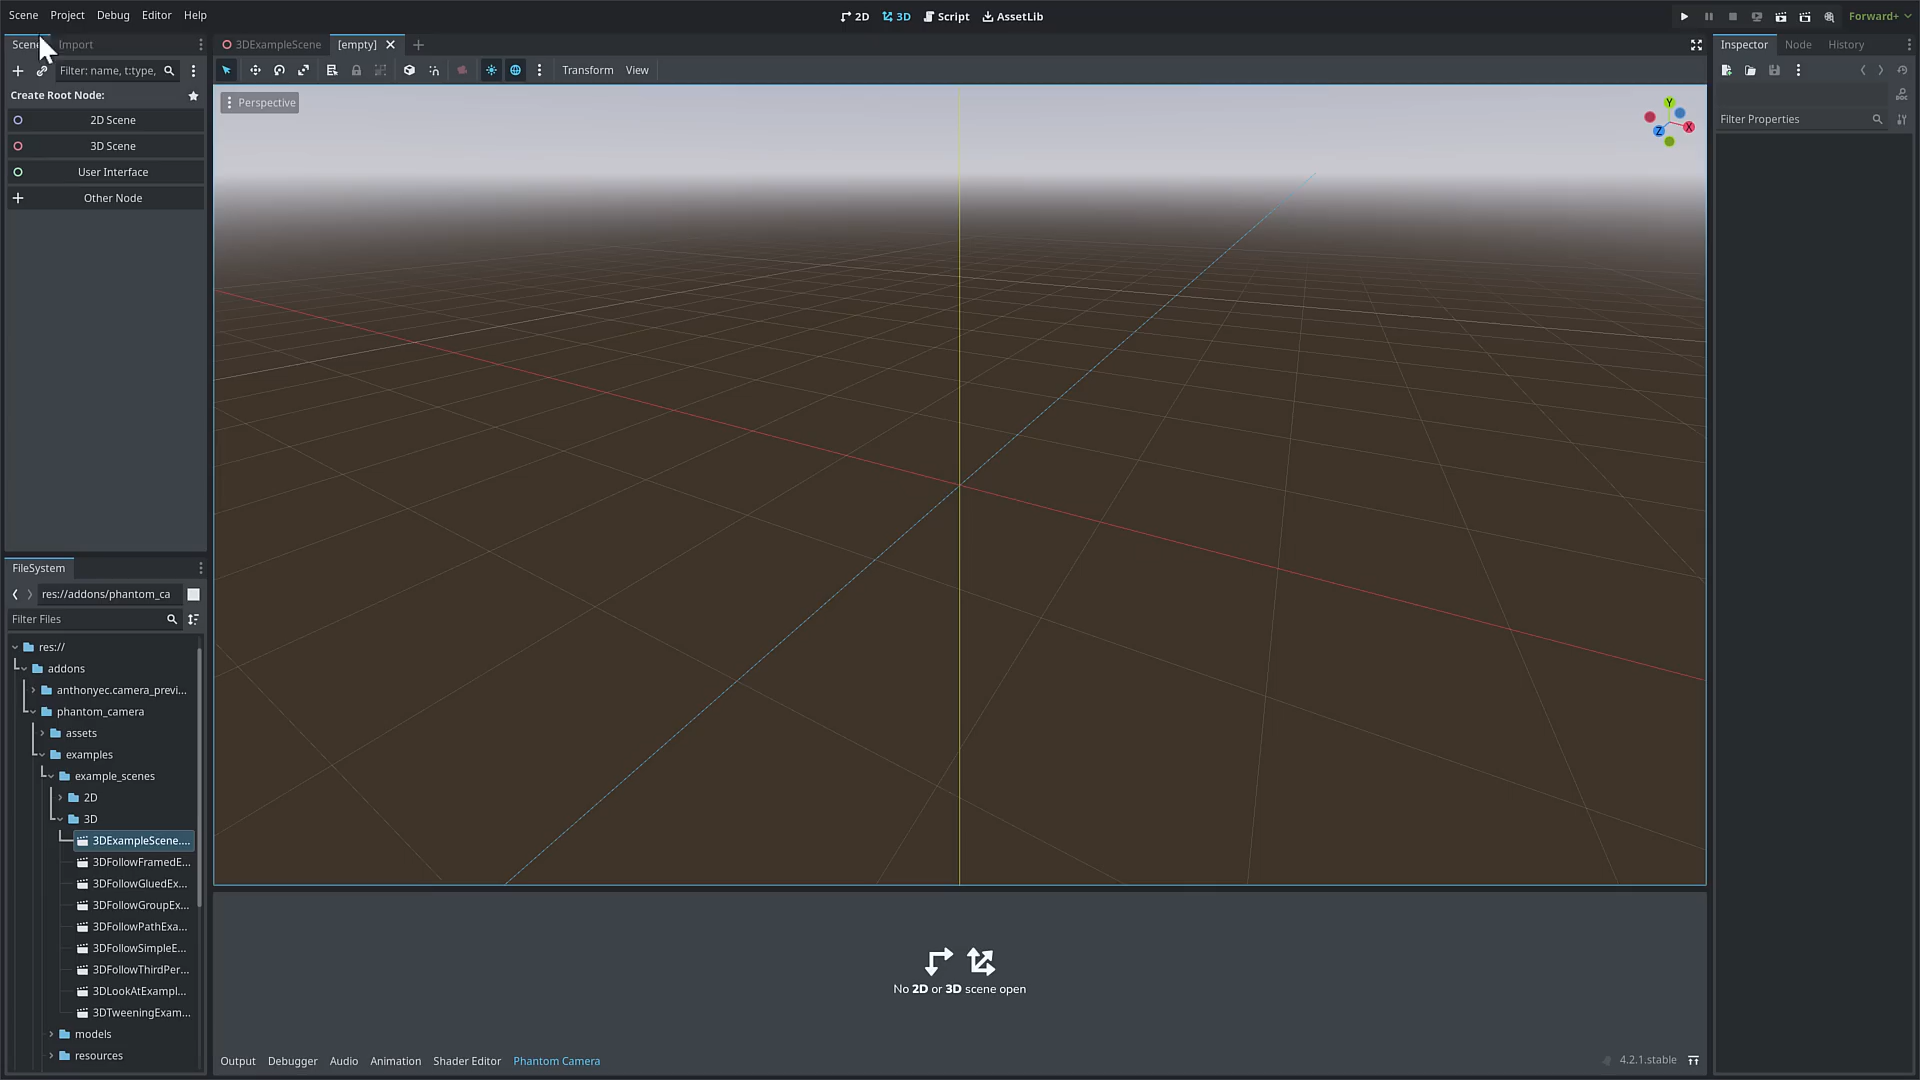 Scene Project Debug Editor Help
2D 3D Script AssetLib
Forward+
Scene Import
3DExampleScene [empty]
Inspector Node History
Filter: name, t:type,
Transform View
Create Root Node:
Perspective
Y
X
Z
DOC
2D Scene
Filter Properties
3D Scene
User Interface
Other Node
FileSystem
res://addons/phantom_ca
Filter Files
res://
addons
anthonyec.camera_previ...
phantom_camera
assets
examples
example_scenes
2D
3D
3DExampleScene....
3DFollowFramedE...
3DFollowGluedEx...
3DFollowGroupEx...
3DFollowPathExa...
3DFollowSimpleE...
3DFollowThirdPer...
3DLookAtExampl...
3DTweeningExam...
models
resources
No 2D or 3D scene open
Output Debugger Audio Animation Shader Editor Phantom Camera
4.2.1.stable